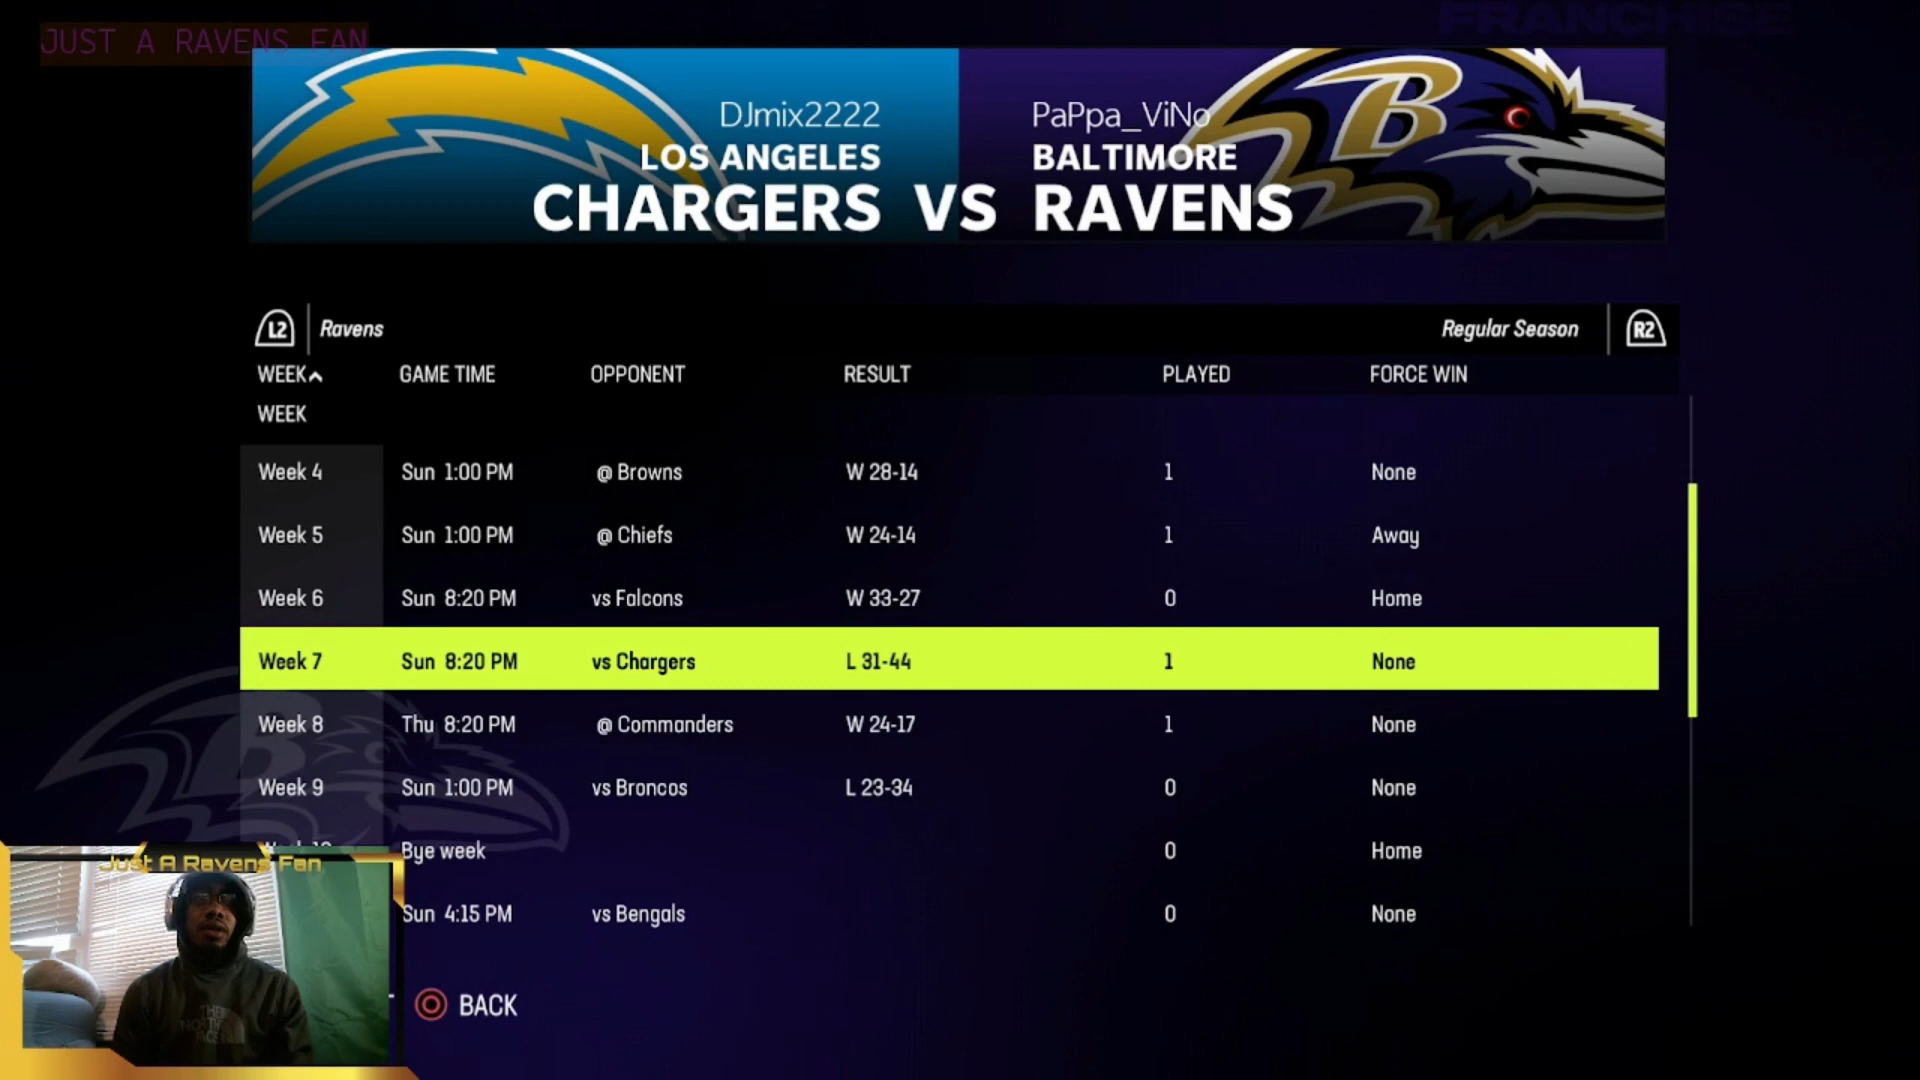 JUST A RAVENS FAN
FRANCHISE
DJmix2222
LOS ANGELES
CHARGERS VS RAVENS
PaPpa_ViNo
BALTIMORE
L2 Ravens Regular Season R2
WEEK GAME TIME OPPONENT RESULT PLAYED FORCE WIN
WEEK
Week 4 Sun 1:00 PM @ Browns W 28-14 1 None
Week 5 Sun 1:00 PM @ Chiefs W 24-14 1 Away
Week 6 Sun 8:20 PM vs Falcons W 33-27 0 Home
Week 7 Sun 8:20 PM vs Chargers L 31-44 1 None
Week 8 Thu 8:20 PM @ Commanders W 24-17 1 None
Week 9 Sun 1:00 PM vs Broncos L 23-34 0 None
Bye week 0 Home
Just A Ravens Fan
Sun 4:15 PM vs Bengals 0 None
BACK
THE NORTH FACE